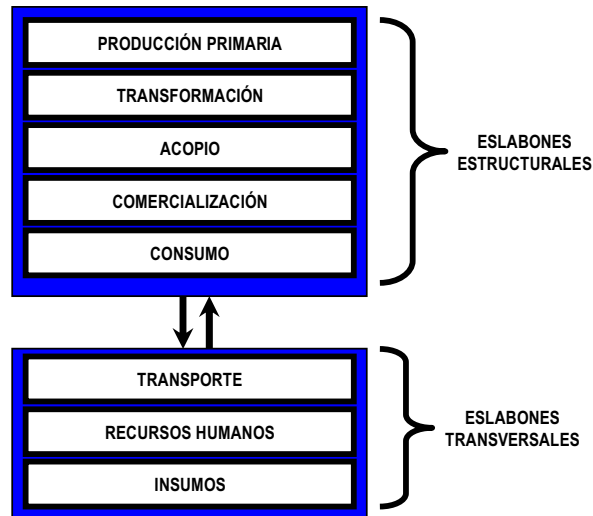 PRODUCCIÓN PRIMARIA
TRANSFORMACIÓN
ACOPIO
COMERCIALIZACIÓN
CONSUMO
ESLABONES
ESTRUCTURALES
TRANSPORTE
RECURSOS HUMANOS
INSUMOS
ESLABONES
TRANSVERSALES